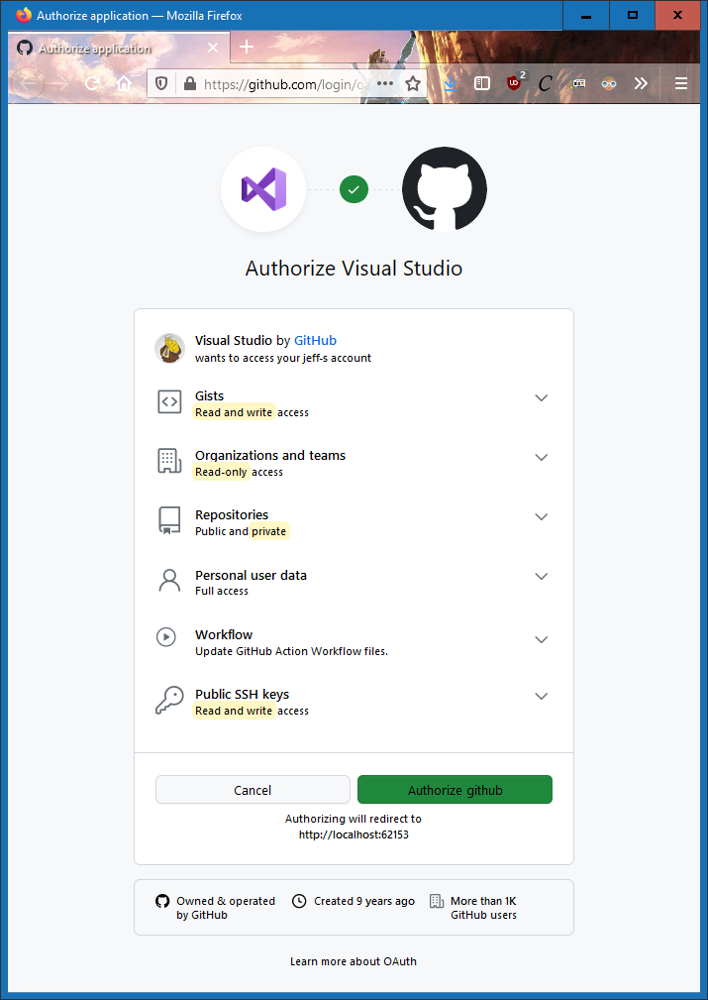 Authorize application — Mozilla Firefox
Authorize application
https://github.com/login/o
2
Authorize Visual Studio
Visual Studio by GitHub
wants to access your jeff-s account
Gists
Read and write access
Organizations and teams
Read-only access
Repositories
Public and private
Personal user data
Full access
Workflow
Update GitHub Action Workflow files.
Public SSH keys
Read and write access
Cancel
Authorize github
Authorizing will redirect to
http://localhost:62153
Owned & operated
by GitHub
Created 9 years ago
More than 1K
GitHub users
Learn more about OAuth